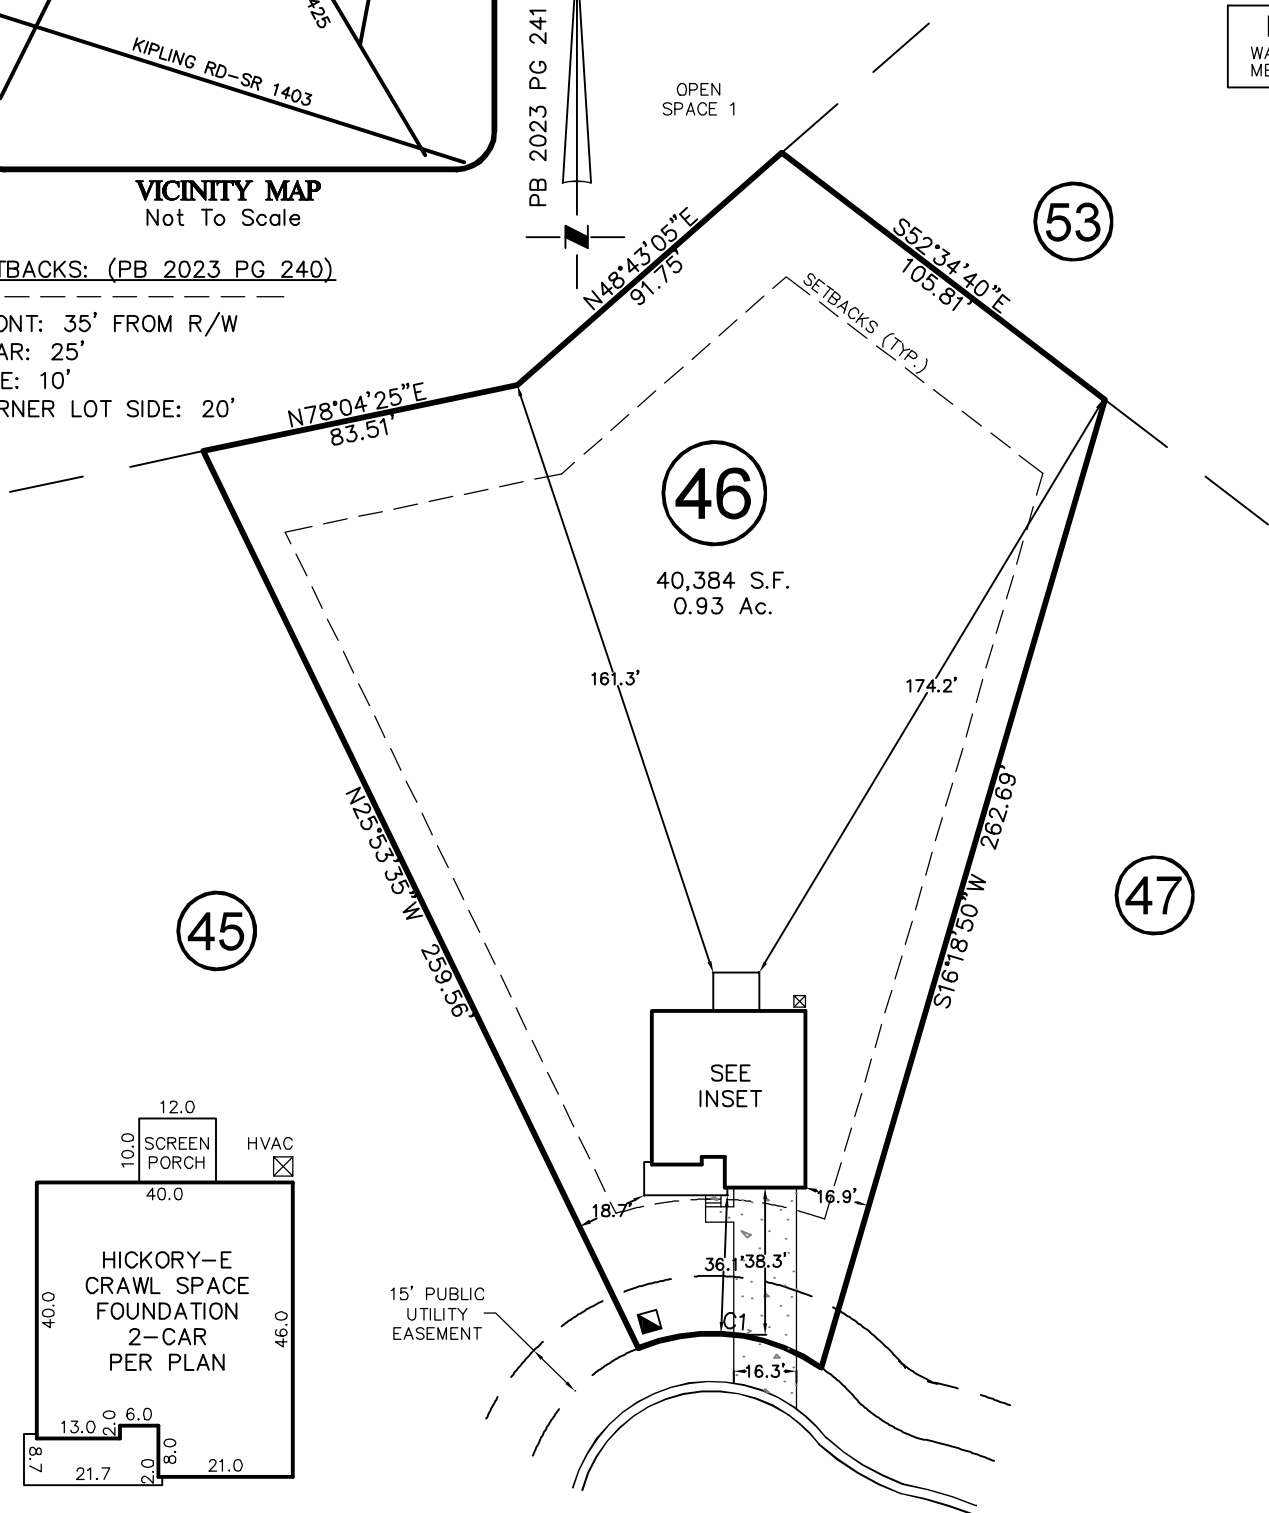 425
KIPLING RD-SR 1403
VICINITY MAP
Not To Scale
PB 2023 PG 241
OPEN
SPACE 1
TBACKS: (PB 2023 PG 240)
ONT: 35' FROM R/W
AR: 25'
E: 10'
RNER LOT SIDE: 20'
53
N48°43'05"E
91.75'
S52°34'40"E
105.81'
SETBACKS (TYP.)
N78°04'25"E
83.51'
46
40,384 S.F.
0.93 Ac.
161.3'
174.2'
N25°53'35"W 259.56'
S16°18'50"W 262.69'
45
47
SEE
INSET
18.7'
16.9'
36.1'
38.3'
C1
16.3'
15' PUBLIC
UTILITY
EASEMENT
12.0
10.0
SCREEN
PORCH
HVAC
40.0
HICKORY-E
CRAWL SPACE
FOUNDATION
2-CAR
PER PLAN
40.0
46.0
13.0
2.0
6.0
8.0
8.7
21.7
2.0
21.0